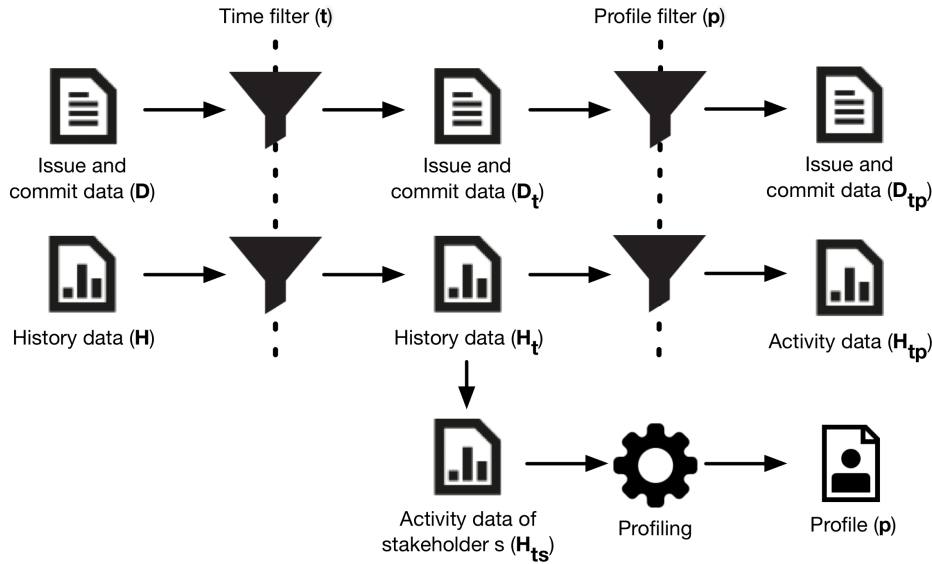 Time filter (t)
Profile filter (p)
Issue and
commit data (D)
Issue and
commit data (Dt)
Issue and
commit data (Dtp)
History data (H)
History data (Ht)
Activity data (Htp)
Activity data of
stakeholder s (Hts)
Profiling
Profile (p)